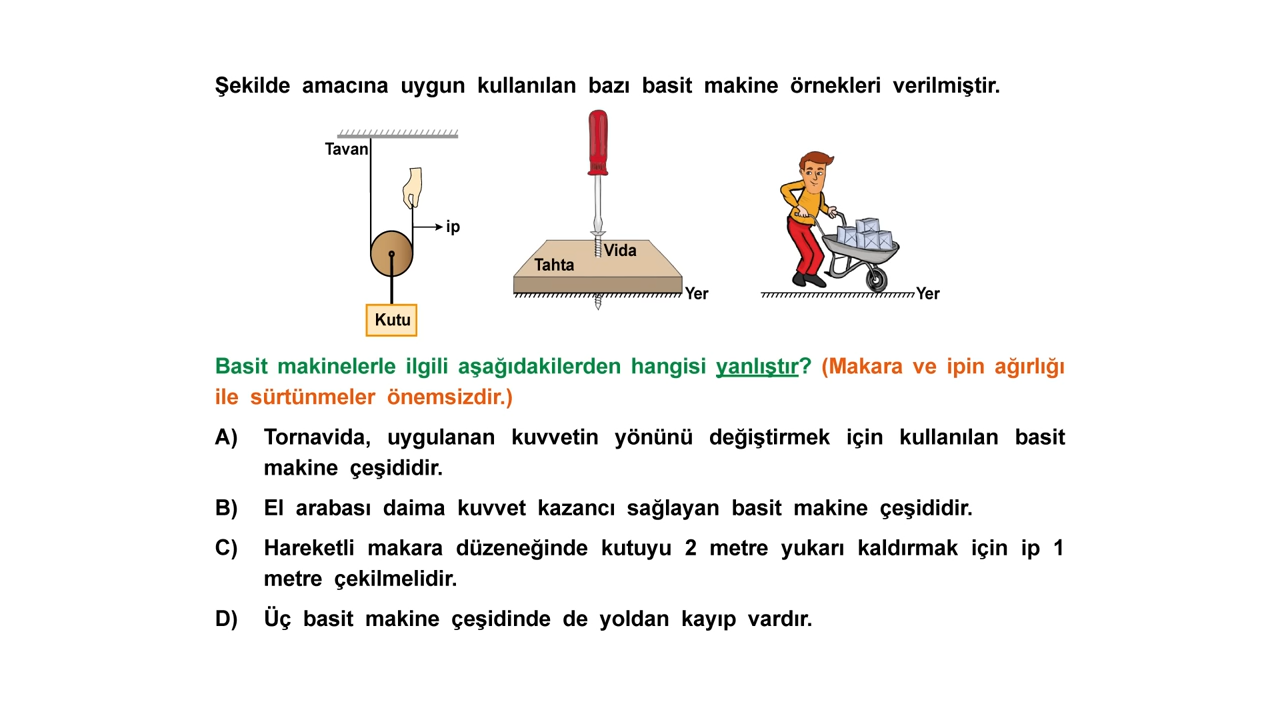 Şekilde amacına uygun kullanılan bazı basit makine örnekleri verilmiştir.
Tavan
ip
Kutu
Vida
Tahta
Yer
Yer
Basit makinelerle ilgili aşağıdakilerden hangisi yanlıştır? (Makara ve ipin ağırlığı
ile sürtünmeler önemsizdir.)
A) Tornavida, uygulanan kuvvetin yönünü değiştirmek için kullanılan basit
makine çeşididir.
B) El arabası daima kuvvet kazancı sağlayan basit makine çeşididir.
C) Hareketli makara düzeneğinde kutuyu 2 metre yukarı kaldırmak için ip 1
metre çekilmelidir.
D) Üç basit makine çeşidinde de yoldan kayıp vardır.